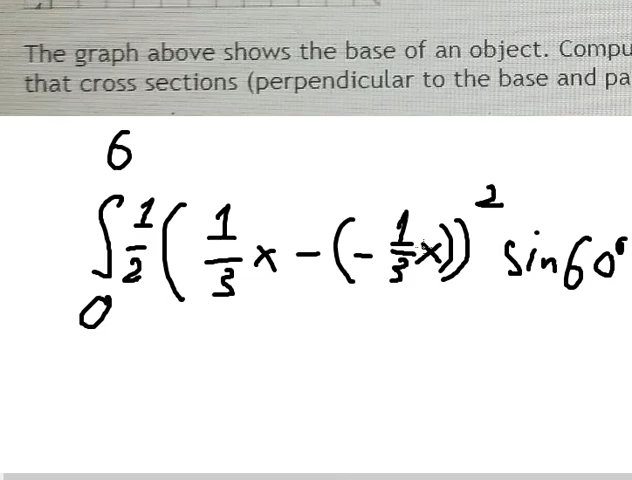 The graph above shows the base of an object. Compu
that cross sections (perpendicular to the base and pa
6
∫ 1/2 ( 1/3 x - (- 1/3 x))² sin60°
0